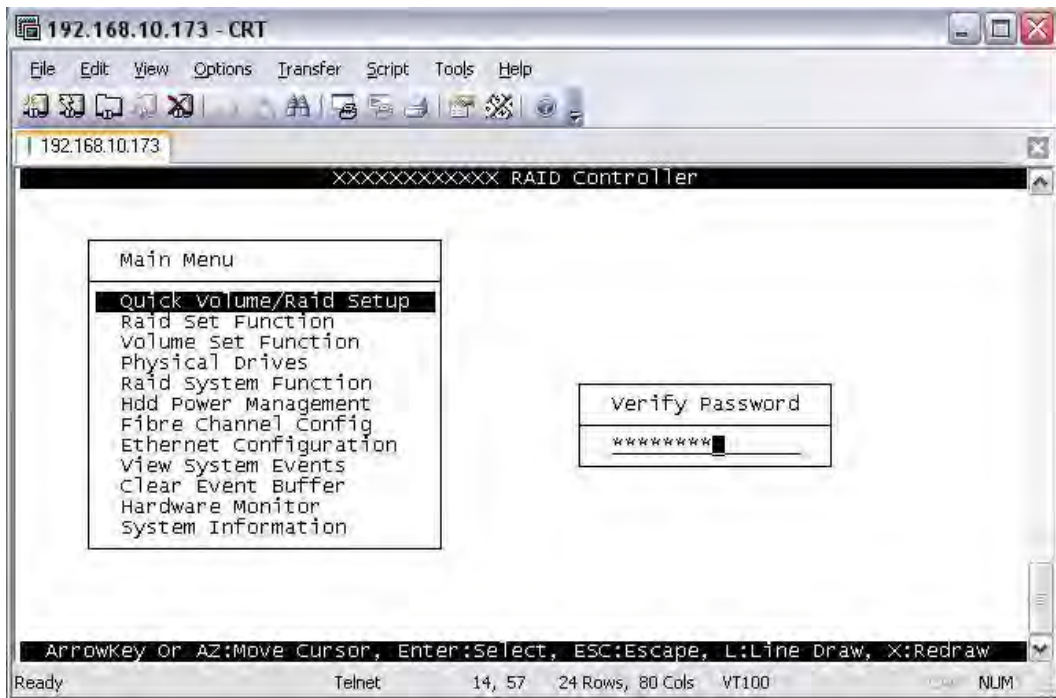 192.168.10.173 - CRT
File Edit View Options Transfer Script Tools Help
192.168.10.173
XXXXXXXXXXXX RAID Controller
Main Menu
Quick Volume/Raid Setup
Raid Set Function
Volume Set Function
Physical Drives
Raid System Function
Hdd Power Management
Fibre Channel Config
Ethernet Configuration
View System Events
Clear Event Buffer
Hardware Monitor
System Information
Verify Password
********
ArrowKey Or AZ:Move Cursor, Enter:Select, ESC:Escape, L:Line Draw, X:Redraw
Ready Telnet 14, 57 24 Rows, 80 Cols VT100 NUM